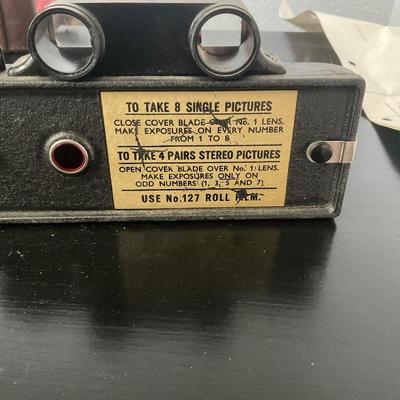 TO TAKE 8 SINGLE PICTURES
CLOSE COVER BLADE OVER No. 1 LENS.
MAKE EXPOSURES ON EVERY NUMBER
FROM 1 TO 8
TO TAKE 4 PAIRS STEREO PICTURES
OPEN COVER BLADE OVER No. 1 LENS.
MAKE EXPOSURES ONLY ON
ODD NUMBERS (1, 3, 5 AND 7)
USE No. 127 ROLL FILM.